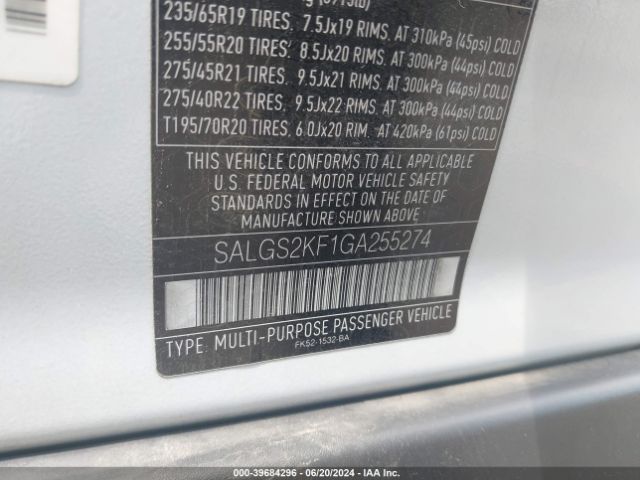 235/65R19 TIRES. 7.5Jx19 RIMS. AT 310kPa (45psi) COLD
255/55R20 TIRES. 8.5Jx20 RIMS. AT 300kPa (44psi) COLD
275/45R21 TIRES. 9.5Jx21 RIMS. AT 300kPa (44psi) COLD
275/40R22 TIRES. 9.5Jx22 RIMS. AT 300kPa (44psi) COLD
T195/70R20 TIRES. 6.0Jx20 RIM. AT 420kPa (61psi) COLD
THIS VEHICLE CONFORMS TO ALL APPLICABLE
U.S. FEDERAL MOTOR VEHICLE SAFETY
STANDARDS IN EFFECT ON THE DATE OF
MANUFACTURE SHOWN ABOVE
SALGS2KF1GA255274
TYPE: MULTI-PURPOSE PASSENGER VEHICLE
FK52-1532-BA
000-39684296 - 06/20/2024 - IAAI.COM